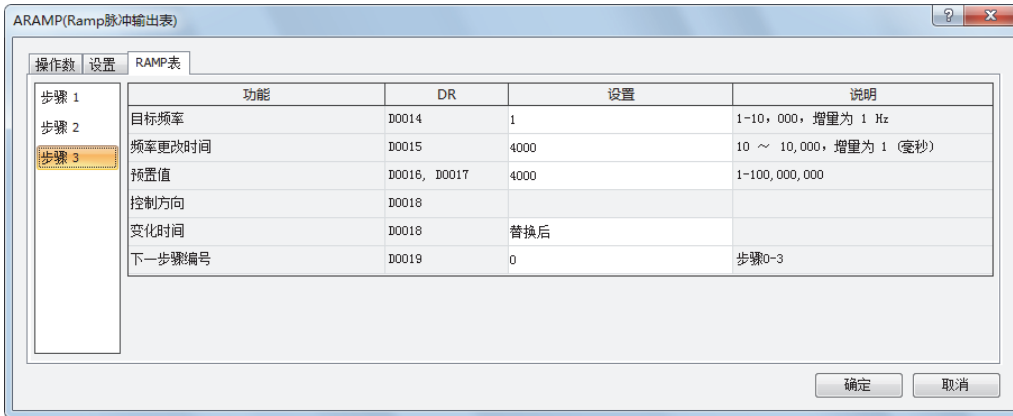 ARAMP(Ramp脉冲输出表)
操作数 设置 RAMP表
步骤 1
步骤 2
步骤 3
功能 DR 设置 说明
目标频率 D0014 1 1-10，000，增量为 1 Hz
频率更改时间 D0015 4000 10 ～ 10,000，增量为 1 (毫秒)
预置值 D0016, D0017 4000 1-100,000,000
控制方向 D0018
变化时间 D0018 替换后
下一步骤编号 D0019 0 步骤0-3
确定 取消